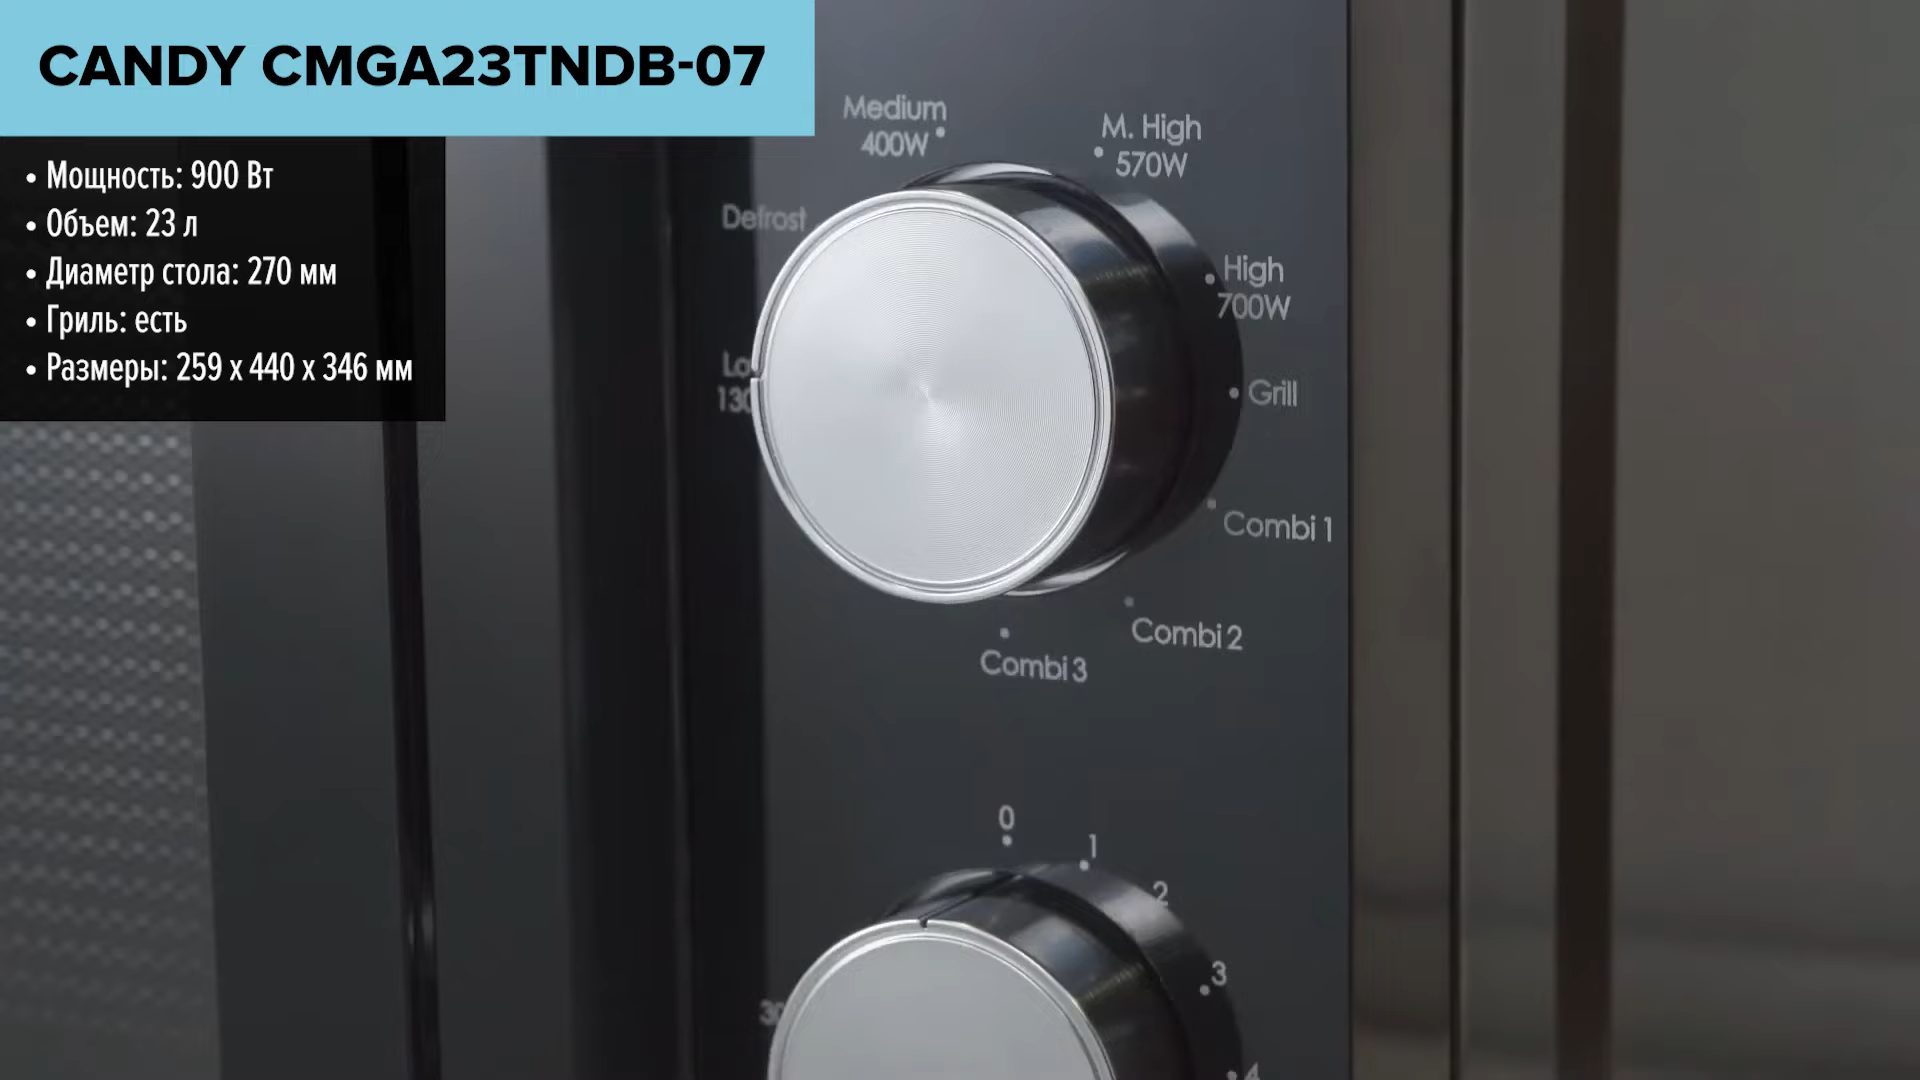 CANDY CMGA23TNDB-07
• Мощность: 900 Вт
• Объем: 23 л
• Диаметр стола: 270 мм
• Гриль: есть
• Размеры: 259 x 440 x 346 мм
Medium
400W
M. High
570W
Defrost
High
700W
Grill
Combi 1
Combi 2
Combi 3
0
1
2
3
4